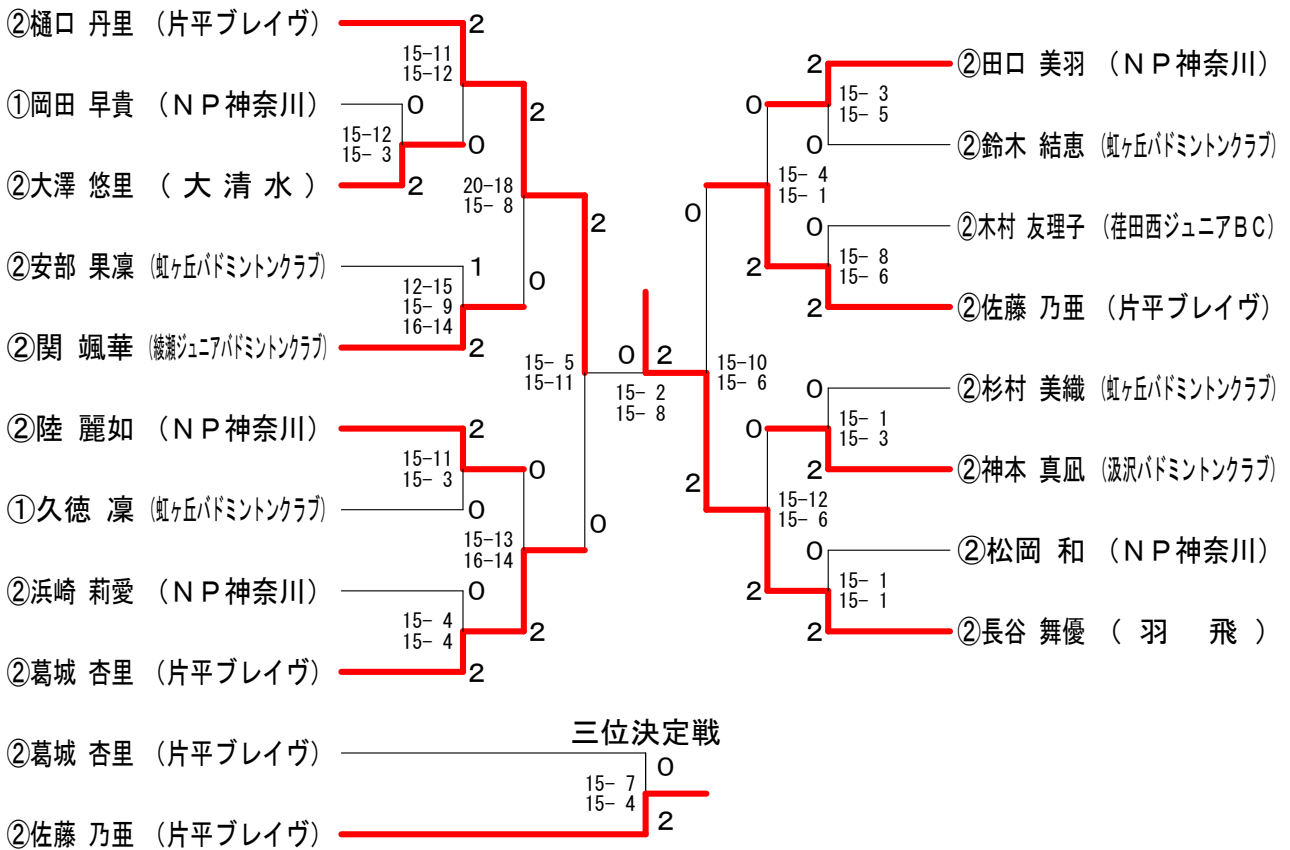 ②樋口 丹里 （片平ブレイヴ） 2
15-11
15-12
①岡田 早貴 （ＮＰ神奈川） 0
2
15-12
15- 3
0
②大澤 悠里 （ 大 清 水 ） 2
20-18
15- 8
2
②安部 果凜 (虹ヶ丘バドミントンクラブ) 1
0
12-15
15- 9
16-14
②関 颯華 (綾瀬ジュニアバドミントンクラブ) 2
15- 5
15-11
②陸 麗如 （ＮＰ神奈川） 2
15-11
15- 3
0
①久徳 凜 (虹ヶ丘バドミントンクラブ) 0
0
15-13
16-14
②浜崎 莉愛 （ＮＰ神奈川） 0
15- 4
15- 4
2
②葛城 杏里 （片平ブレイヴ） 2
0 2
15- 2
15- 8
2 ②田口 美羽 （ＮＰ神奈川）
0
15- 3
15- 5
0 ②鈴木 結恵 (虹ヶ丘バドミントンクラブ)
15- 4
15- 1
0
0 ②木村 友理子 (荏田西ジュニアＢＣ)
2
15- 8
15- 6
2 ②佐藤 乃亜 （片平ブレイヴ）
15-10
15- 6
0 ②杉村 美織 (虹ヶ丘バドミントンクラブ)
0
15- 1
15- 3
2 ②神本 真凪 (汲沢バドミントンクラブ)
2
15-12
15- 6
0 ②松岡 和 （ＮＰ神奈川）
2
15- 1
15- 1
2 ②長谷 舞優 （ 羽 飛 ）
三位決定戦
②葛城 杏里 （片平ブレイヴ） 0
15- 7
15- 4
②佐藤 乃亜 （片平ブレイヴ） 2